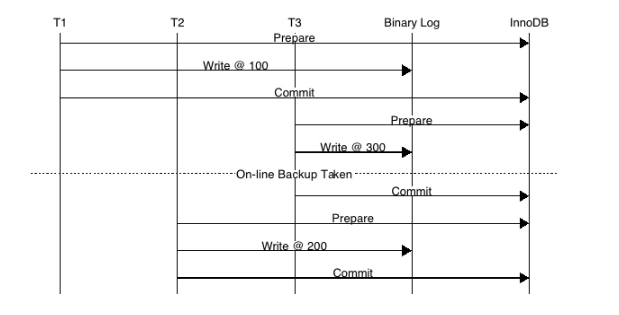 T1 T2 T3 Binary Log InnoDB
Prepare
Write @ 100
Commit
Prepare
Write @ 300
On-line Backup Taken
Commit
Prepare
Write @ 200
Commit